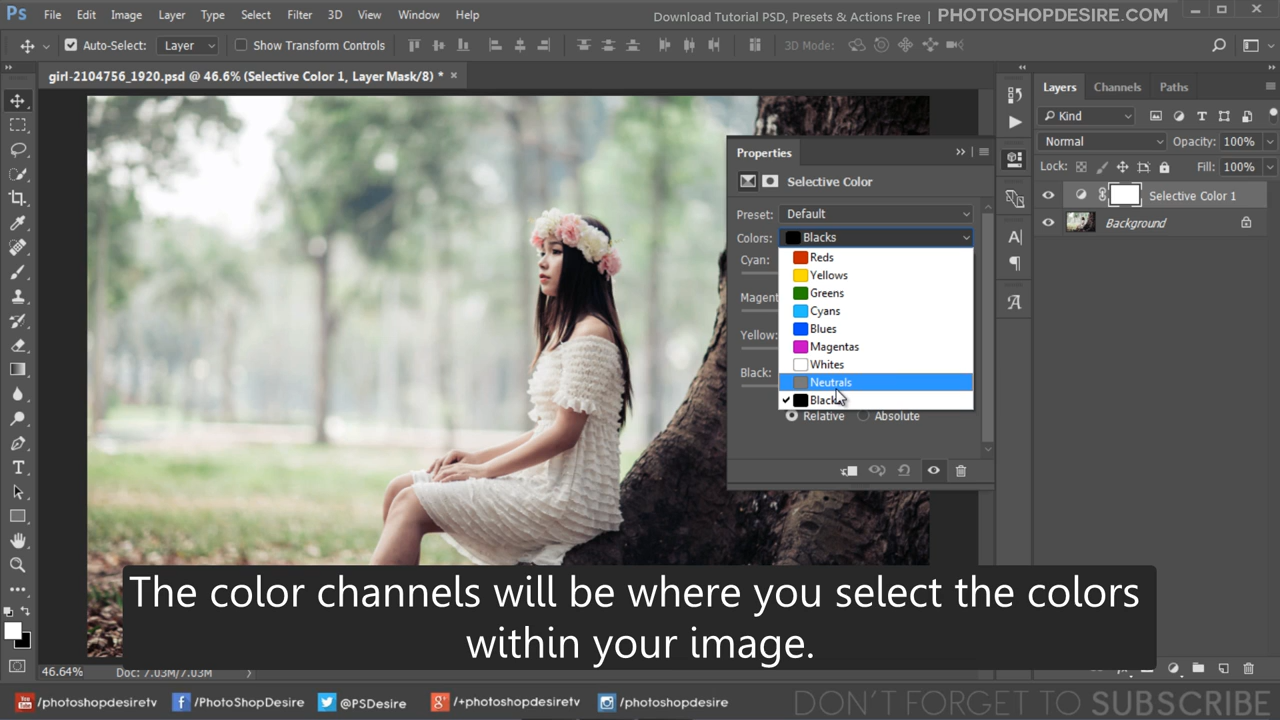 Ps File Edit Image Layer Type Select Filter 3D View Window Help
Download Tutorial PSD, Presets & Actions Free | PHOTOSHOPDESIRE.COM
Auto-Select: Layer Show Transform Controls 3D Mode:
girl-2104756_1920.psd @ 46.6% (Selective Color 1, Layer Mask/8) * ×
Layers Channels Paths
Kind
Normal Opacity: 100%
Lock: Fill: 100%
Selective Color 1
Background
Properties
Selective Color
Preset: Default
Colors: Blacks
Cyan:
Magent
Yellow:
Black:
Reds
Yellows
Greens
Cyans
Blues
Magentas
Whites
Neutrals
Blacks
Relative Absolute
The color channels will be where you select the colors
within your image.
46.64% Doc: 7.03M/7.03M
/photoshopdesiretv /PhotoShopDesire @PSDesire /+photoshopdesiretv /photoshopdesire DON'T FORGET TO SUBSCRIBE